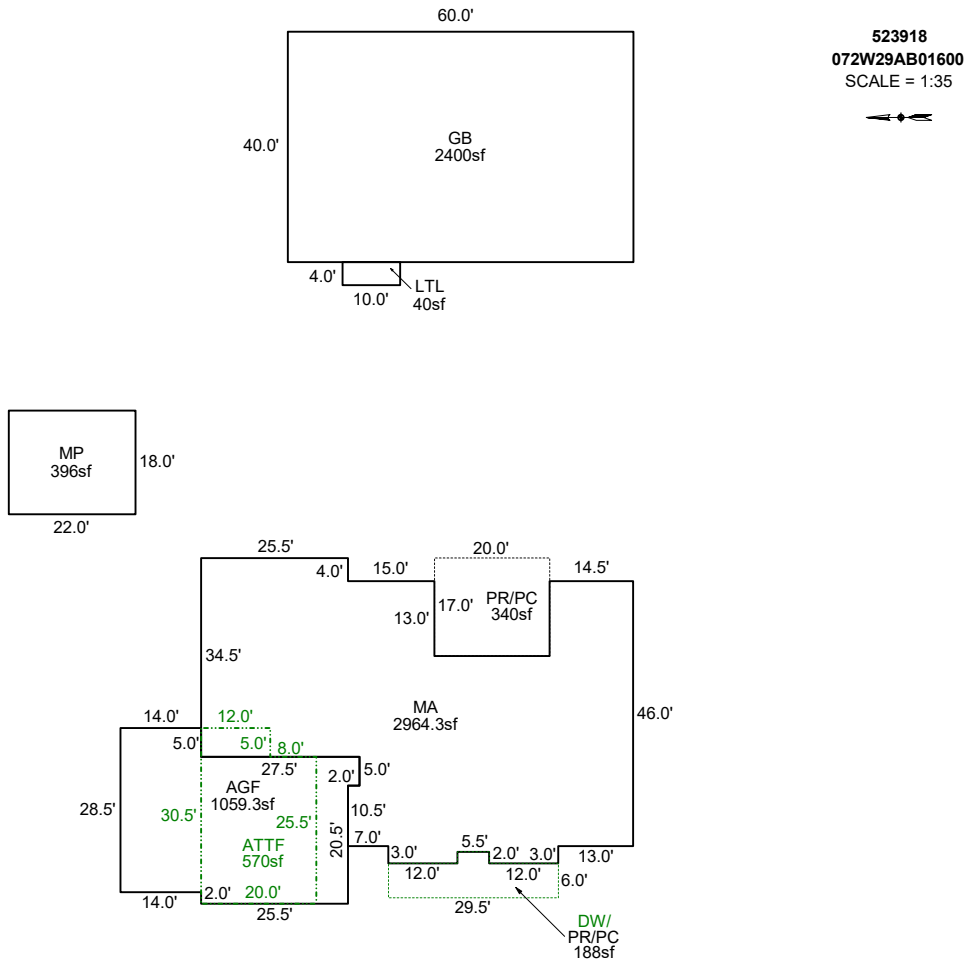 60.0'
523918
072W29AB01600
SCALE = 1:35
40.0'
GB
2400sf
4.0'
10.0'
LTL
40sf
MP
396sf
18.0'
22.0'
25.5'
4.0'
15.0'
20.0'
14.5'
13.0'
17.0'
PR/PC
340sf
34.5'
MA
2964.3sf
46.0'
14.0'
12.0'
5.0'
5.0'
8.0'
27.5'
2.0'
5.0'
AGF
1059.3sf
28.5'
30.5'
25.5'
10.5'
20.5'
ATTF
570sf
7.0'
3.0'
5.5'
2.0'
3.0'
13.0'
12.0'
12.0'
6.0'
14.0'
2.0'
20.0'
25.5'
29.5'
DW/
PR/PC
188sf